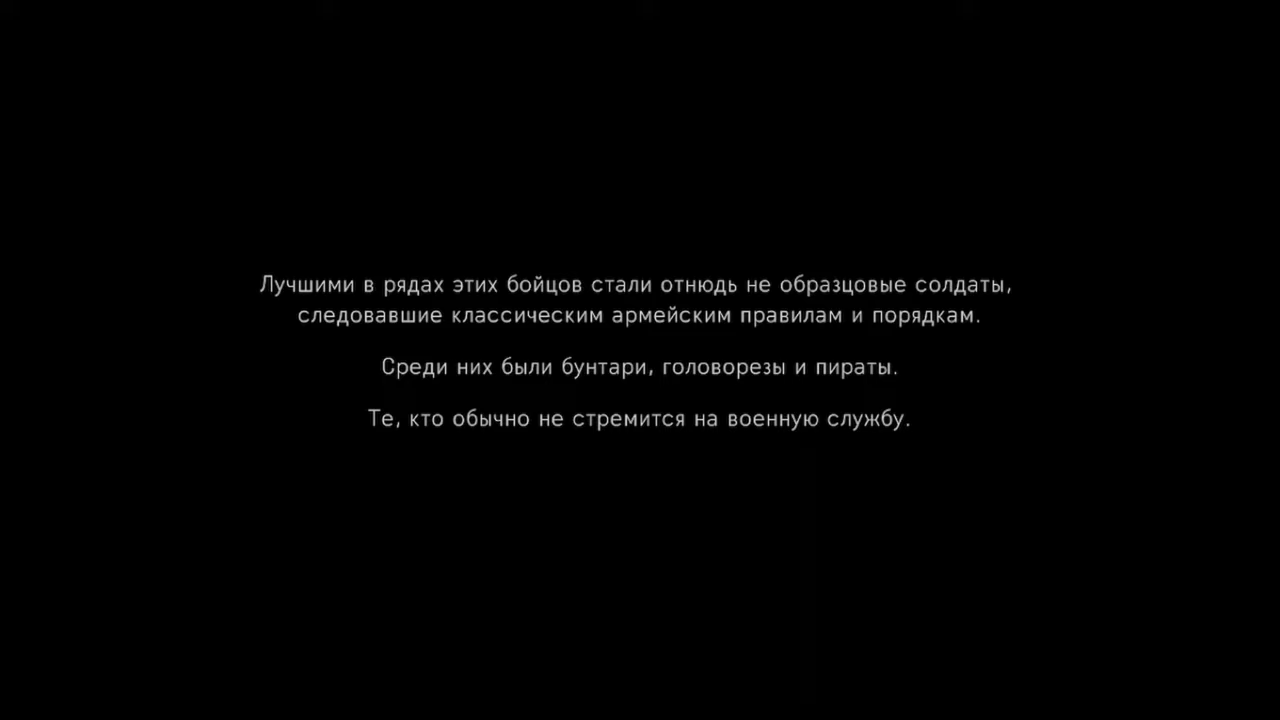 Лучшими в рядах этих бойцов стали отнюдь не образцовые солдаты,
следовавшие классическим армейским правилам и порядкам.
Среди них были бунтари, головорезы и пираты.
Те, кто обычно не стремится на военную службу.